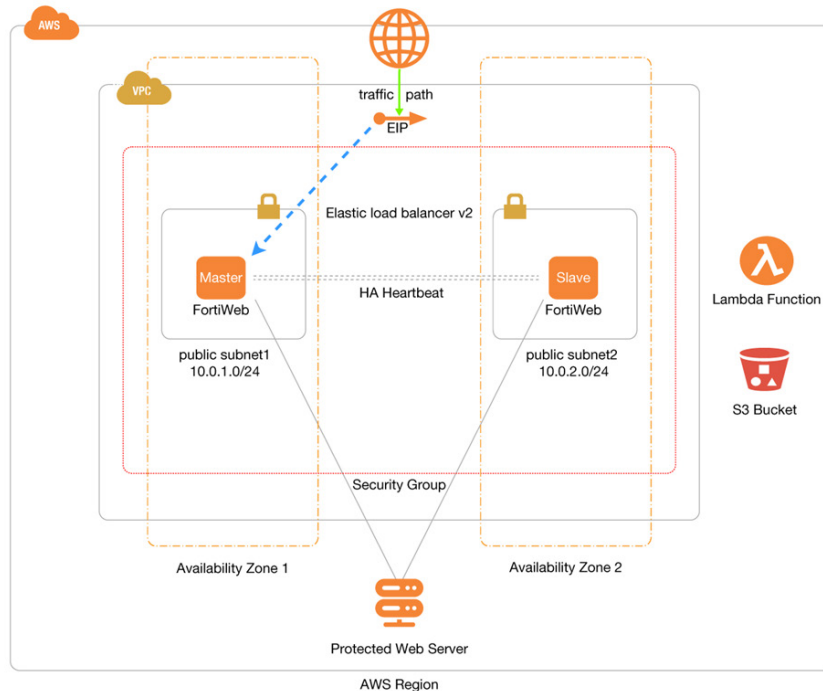 AWS
VPC
traffic path
EIP
Elastic load balancer v2
Master
Slave
HA Heartbeat
FortiWeb
FortiWeb
Lambda Function
public subnet1
10.0.1.0/24
public subnet2
10.0.2.0/24
S3 Bucket
Security Group
Availability Zone 1
Availability Zone 2
Protected Web Server
AWS Region